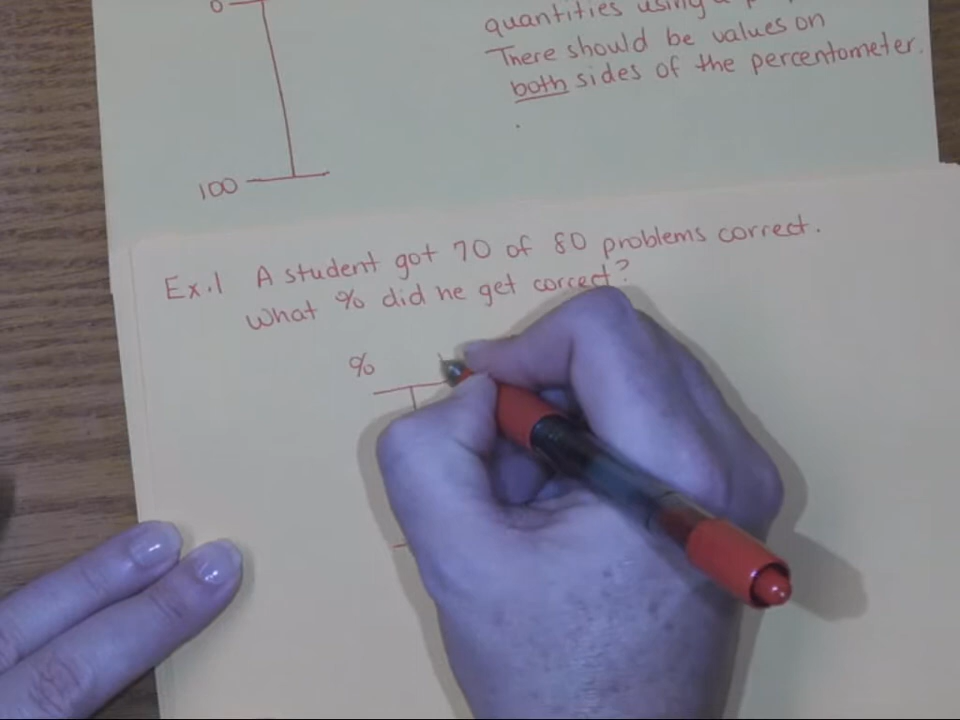 0
quantities using a
There should be values on
both sides of the percentometer.
100
Ex.1 A student got 70 of 80 problems correct.
What % did he get correct?
%